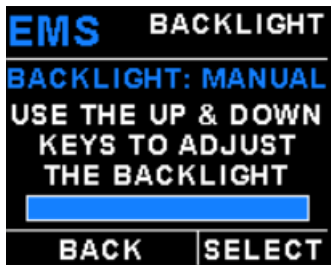 EMS BACKLIGHT
BACKLIGHT: MANUAL
USE THE UP & DOWN
KEYS TO ADJUST
THE BACKLIGHT
BACK SELECT